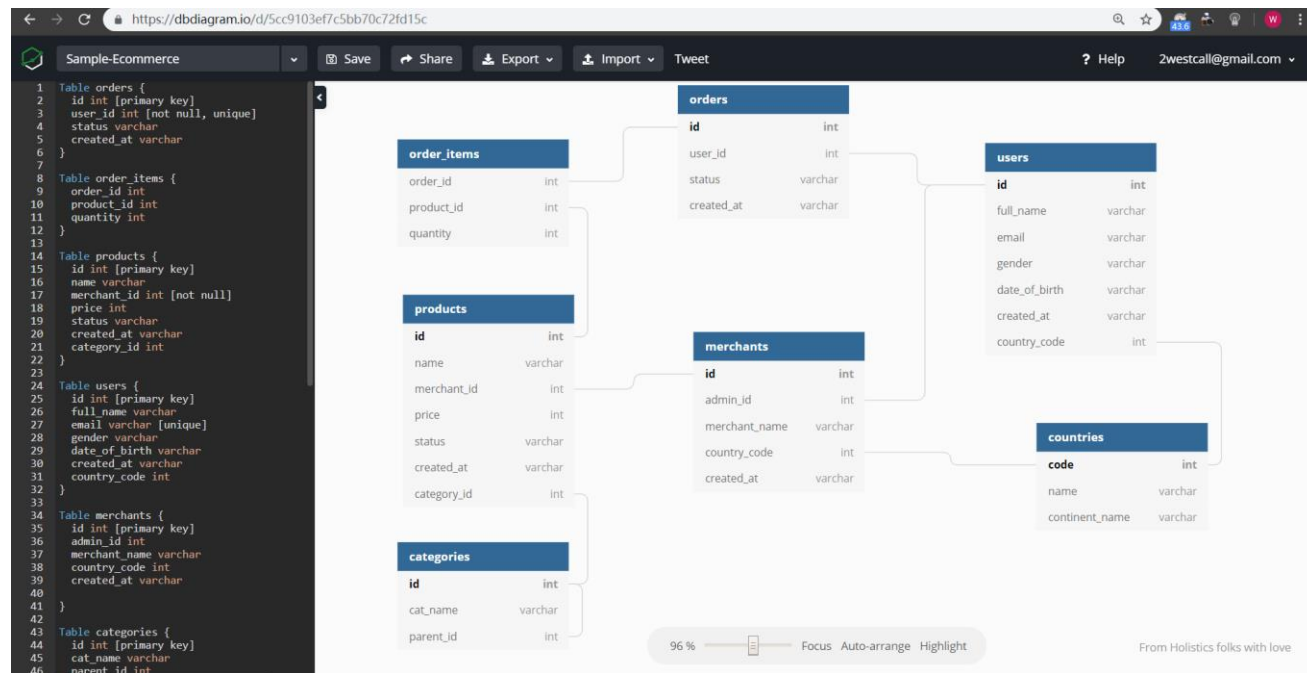 https://dbdiagram.io/d/5cc9103ef7c5bb70c72fd15c
43.6
W
Sample-Ecommerce
Save
Share
Export
Import
Tweet
? Help
2westcall@gmail.com
1 Table orders {
2 id int [primary key]
3 user_id int [not null, unique]
4 status varchar
5 created_at varchar
6 }
7
8 Table order_items {
9 order_id int
10 product_id int
11 quantity int
12 }
13
14 Table products {
15 id int [primary key]
16 name varchar
17 merchant_id int [not null]
18 price int
19 status varchar
20 created_at varchar
21 category_id int
22 }
23
24 Table users {
25 id int [primary key]
26 full_name varchar
27 email varchar [unique]
28 gender varchar
29 date_of_birth varchar
30 created_at varchar
31 country_code int
32 }
33
34 Table merchants {
35 id int [primary key]
36 admin_id int
37 merchant_name varchar
38 country_code int
39 created_at varchar
40
41 }
42
43 Table categories {
44 id int [primary key]
45 cat_name varchar
46 parent_id int
orders
id int
user_id int
status varchar
created_at varchar
order_items
order_id int
product_id int
quantity int
users
id int
full_name varchar
email varchar
gender varchar
date_of_birth varchar
created_at varchar
country_code int
products
id int
name varchar
merchant_id int
price int
status varchar
created_at varchar
category_id int
merchants
id int
admin_id int
merchant_name varchar
country_code int
created_at varchar
countries
code int
name varchar
continent_name varchar
categories
id int
cat_name varchar
parent_id int
96 %
Focus Auto-arrange Highlight
From Holistics folks with love